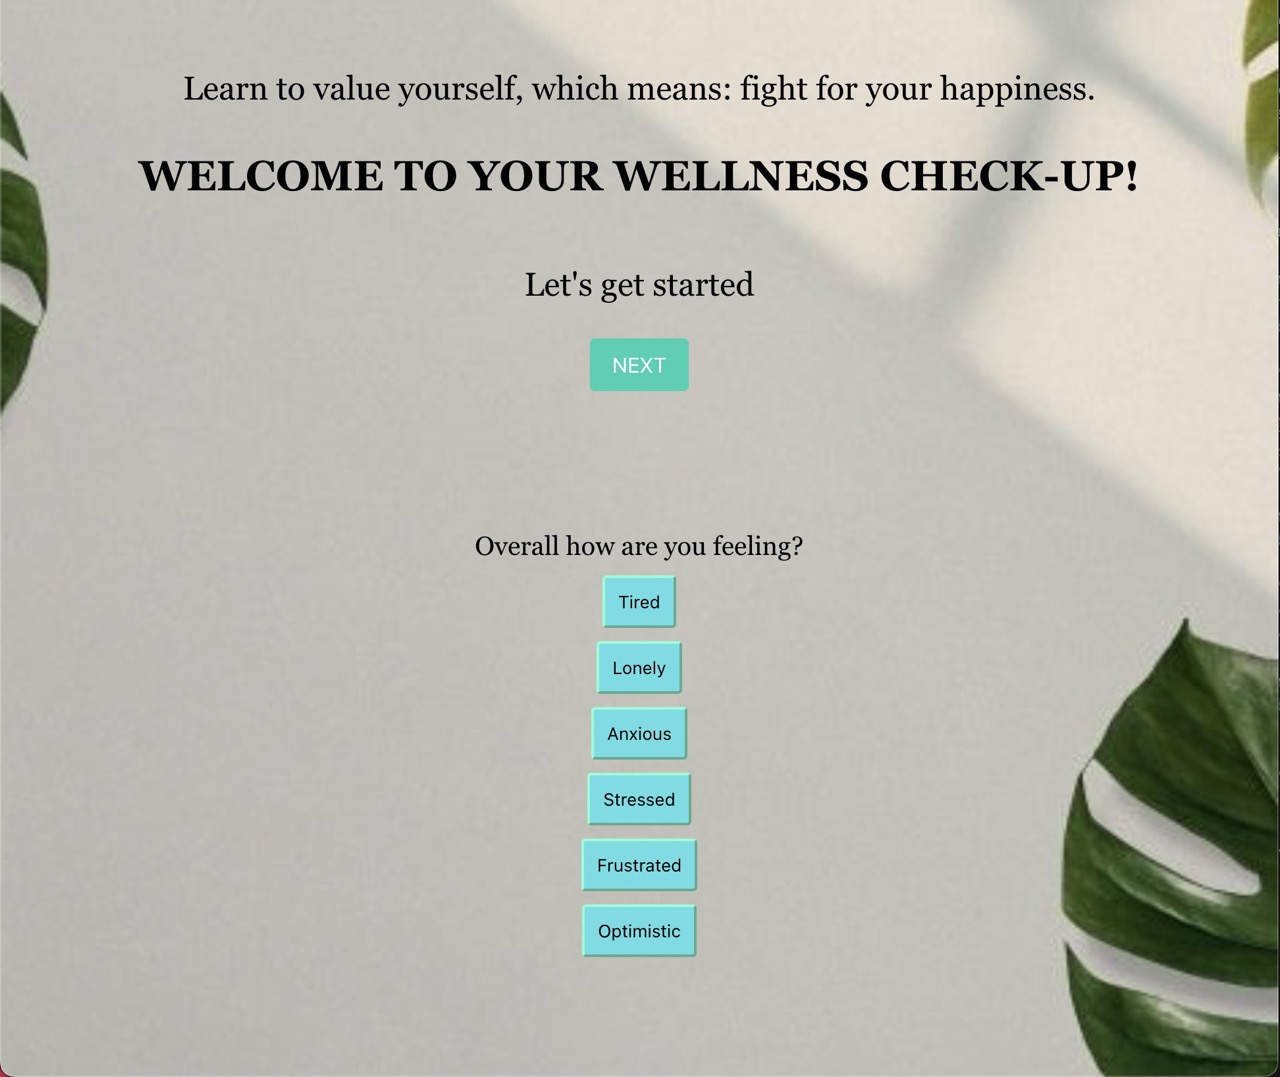 Learn to value yourself, which means: fight for your happiness.
WELCOME TO YOUR WELLNESS CHECK-UP!
Let's get started
NEXT
Overall how are you feeling?
Tired
Lonely
Anxious
Stressed
Frustrated
Optimistic